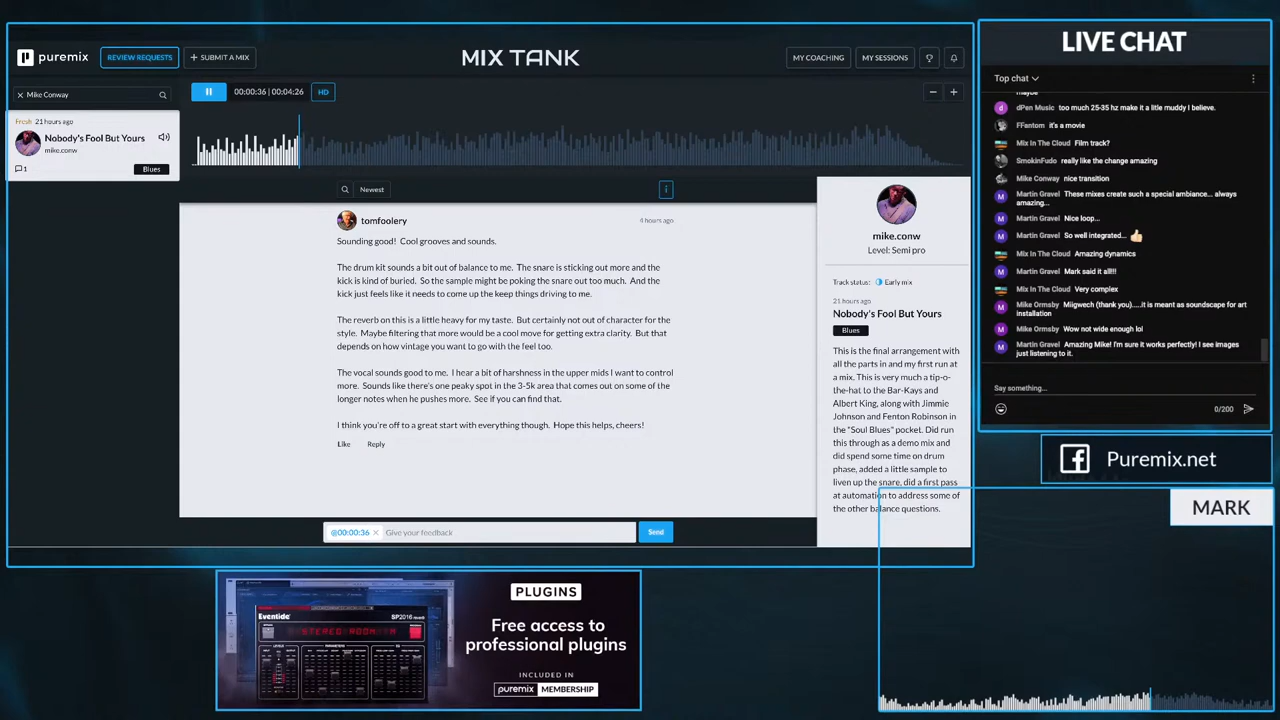 puremix
REVIEW REQUESTS
+ SUBMIT A MIX
MIX TANK
MY COACHING
MY SESSIONS
Mike Conway
00:00:36 | 00:04:26
HD
Fresh 21 hours ago
Nobody's Fool But Yours
mike.conw
1
Blues
Newest
i
tomfoolery
4 hours ago
Sounding good! Cool grooves and sounds.
The drum kit sounds a bit out of balance to me. The snare is sticking out more and the
kick is kind of buried. So the sample might be poking the snare out too much. And the
kick just feels like it needs to come up the keep things driving to me.
The reverb on this is a little heavy for my taste. But certainly not out of character for the
style. Maybe filtering that more would be a cool move for getting extra clarity. But that
depends on how vintage you want to go with the feel too.
The vocal sounds good to me. I hear a bit of harshness in the upper mids I want to control
more. Sounds like there's one peaky spot in the 3-5k area that comes out on some of the
longer notes when he pushes more. See if you can find that.
I think you're off to a great start with everything though. Hope this helps, cheers!
Like Reply
@00:00:36 Give your feedback
Send
mike.conw
Level: Semi pro
Track status: Early mix
21 hours ago
Nobody's Fool But Yours
Blues
This is the final arrangement with
all the parts in and my first run at
a mix. This is very much a tip-o-
the-hat to the Bar-Kays and
Albert King, along with Jimmie
Johnson and Fenton Robinson in
the "Soul Blues" pocket. Did run
this through as a demo mix and
did spend some time on drum
phase, added a little sample to
liven up the snare, did a first pass
at automation to address some of
the other balance questions.
LIVE CHAT
Top chat
maybe
d
dPen Music too much 25-35 hz make it a litle muddy I believe.
FFantom it's a movie
Mix In The Cloud Film track?
SmokinFudo really like the change amazing
Mike Conway nice transition
M
Martin Gravel These mixes create such a special ambiance... always
amazing...
M
Martin Gravel Nice loop...
M
Martin Gravel So well integrated...
Mix In The Cloud Amazing dynamics
M
Martin Gravel Mark said it all!!!
Mix In The Cloud Very complex
M
Mike Ormsby Miigwech (thank you).....it is meant as soundscape for art
installation
M
Mike Ormsby Wow not wide enough lol
M
Martin Gravel Amazing Mike! I'm sure it works perfectly! I see images
just listening to it.
Say something...
0/200
Puremix.net
MARK
Eventide
SP2016 reverb
STEREO ROOM
PLUGINS
Free access to
professional plugins
INCLUDED IN
puremix MEMBERSHIP